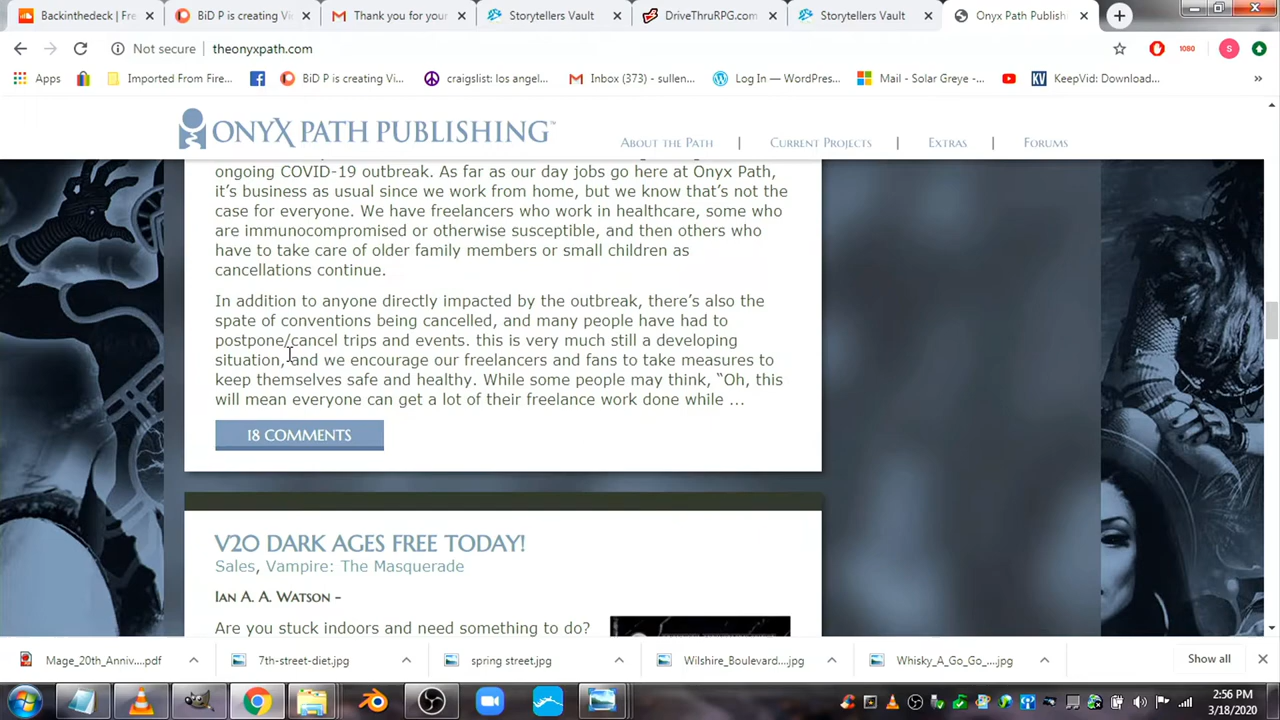 Backinthedeck | Fre
BiD P is creating Vi
Thank you for your
Storytellers Vault
DriveThruRPG.com
Storytellers Vault
Onyx Path Publish
Not secure | theonyxpath.com
1080
S
Apps
Imported From Fire...
BiD P is creating Vi...
craigslist: los angel...
Inbox (373) - sullen...
Log In — WordPres...
Mail - Solar Greye -...
KV
KeepVid: Download...
»
ONYX PATH PUBLISHING™
About the Path | Current Projects | Extras | Forums
ongoing COVID-19 outbreak. As far as our day jobs go here at Onyx Path,
it's business as usual since we work from home, but we know that's not the
case for everyone. We have freelancers who work in healthcare, some who
are immunocompromised or otherwise susceptible, and then others who
have to take care of older family members or small children as
cancellations continue.
In addition to anyone directly impacted by the outbreak, there's also the
spate of conventions being cancelled, and many people have had to
postpone/cancel trips and events. this is very much still a developing
situation, and we encourage our freelancers and fans to take measures to
keep themselves safe and healthy. While some people may think, “Oh, this
will mean everyone can get a lot of their freelance work done while ...
18 COMMENTS
V20 DARK AGES FREE TODAY!
Sales, Vampire: The Masquerade
Ian A. A. Watson -
Are you stuck indoors and need something to do?
Mage_20th_Anniv....pdf
7th-street-diet.jpg
spring street.jpg
Wilshire_Boulevard....jpg
Whisky_A_Go_Go_....jpg
Show all
2:56 PM
3/18/2020